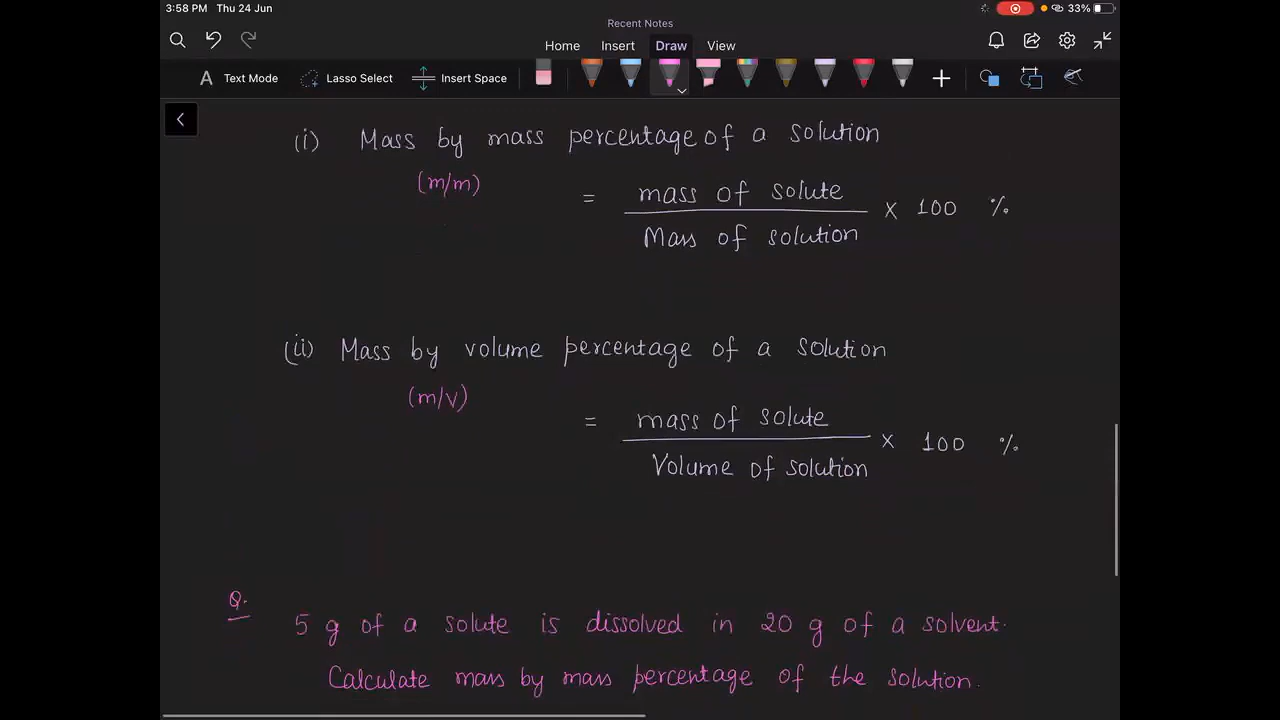 3:58 PM Thu 24 Jun 33%
Recent Notes
Home Insert Draw View
A Text Mode Lasso Select Insert Space
(i) Mass by mass percentage of a solution
(m/m)
= mass of solute
Mass of solution
x 100 %
(ii) Mass by volume percentage of a solution
(m/v)
= mass of solute
Volume of solution
x 100 %
Q.
5 g of a solute is dissolved in 20 g of a solvent.
Calculate mass by mass percentage of the solution.